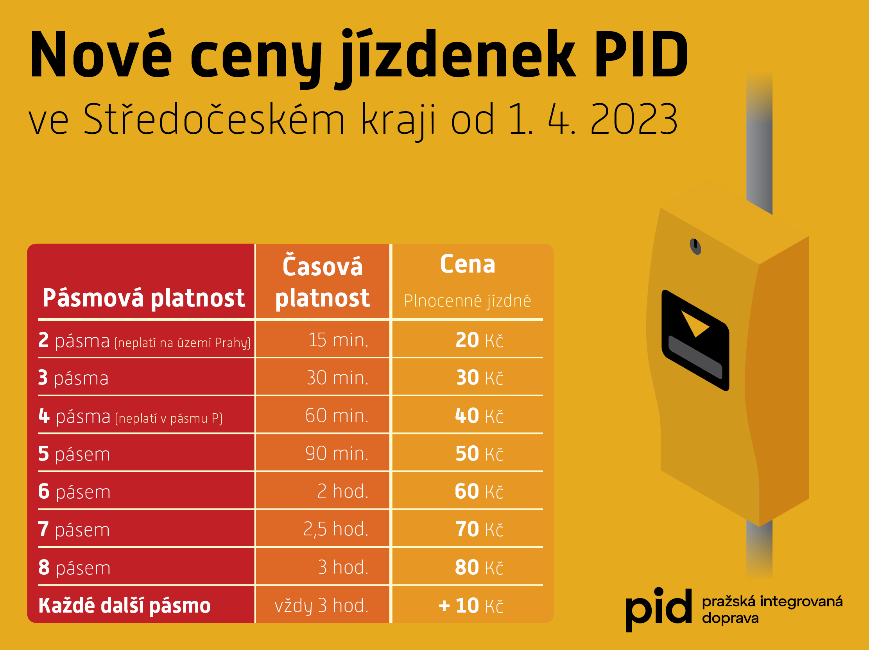 Nové ceny jízdenek PID
ve Středočeském kraji od 1. 4. 2023
Pásmová platnost Časová platnost Cena Plnocenné jízdné
2 pásma (neplatí na území Prahy) 15 min. 20 Kč
3 pásma 30 min. 30 Kč
4 pásma (neplatí v pásmu P) 60 min. 40 Kč
5 pásem 90 min. 50 Kč
6 pásem 2 hod. 60 Kč
7 pásem 2,5 hod. 70 Kč
8 pásem 3 hod. 80 Kč
Každé další pásmo vždy 3 hod. + 10 Kč
pid pražská integrovaná
doprava